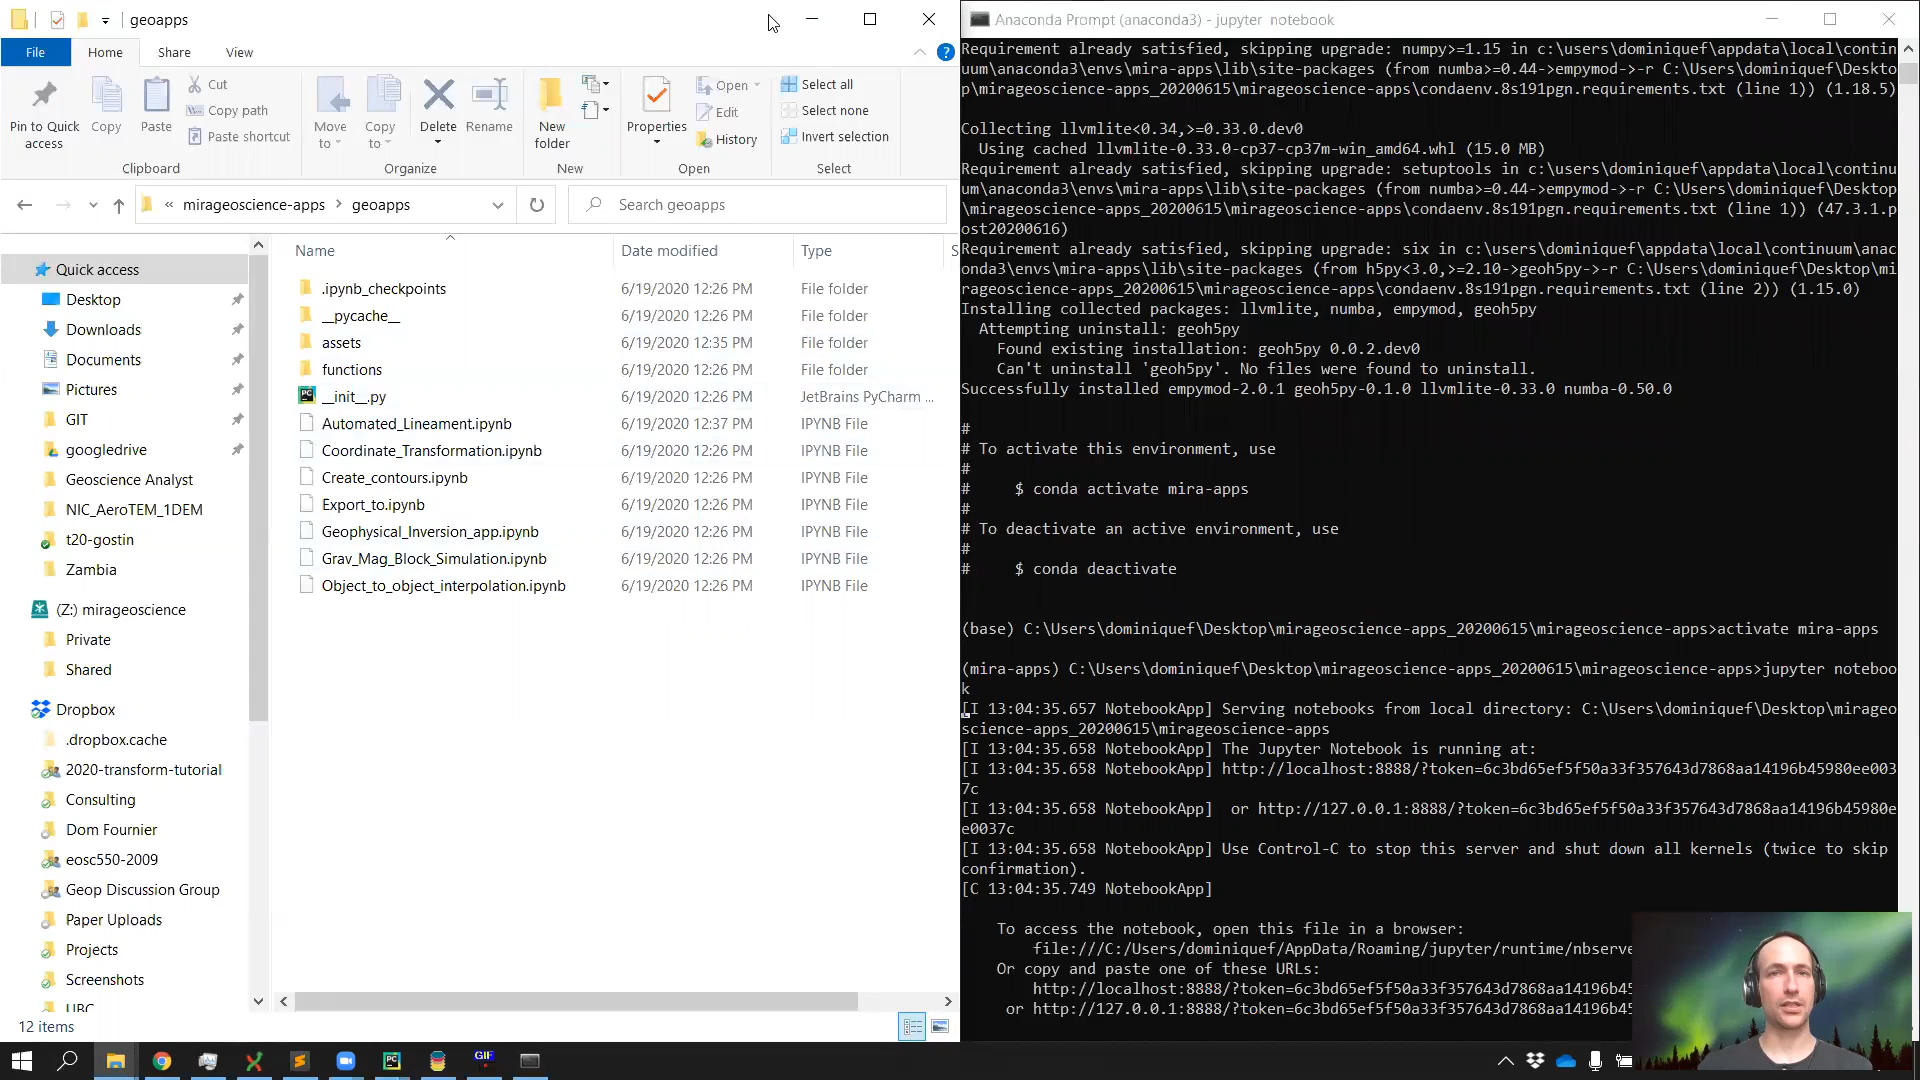 geoapps
File
Home
Share
View
Pin to Quick access
Copy
Paste
Cut
Copy path
Paste shortcut
Clipboard
Move to
Copy to
Delete
Rename
Organize
New folder
New
Properties
Open
Edit
History
Open
Select all
Select none
Invert selection
Select
« mirageoscience-apps > geoapps
Search geoapps
Quick access
Desktop
Downloads
Documents
Pictures
GIT
googledrive
Geoscience Analyst
NIC_AeroTEM_1DEM
t20-gostin
Zambia
(Z:) mirageoscience
Private
Shared
Dropbox
.dropbox.cache
2020-transform-tutorial
Consulting
Dom Fournier
eosc550-2009
Geop Discussion Group
Paper Uploads
Projects
Screenshots
UBC
Name Date modified Type S
.ipynb_checkpoints 6/19/2020 12:26 PM File folder
__pycache__ 6/19/2020 12:26 PM File folder
assets 6/19/2020 12:35 PM File folder
functions 6/19/2020 12:26 PM File folder
__init__.py 6/19/2020 12:26 PM JetBrains PyCharm ...
Automated_Lineament.ipynb 6/19/2020 12:37 PM IPYNB File
Coordinate_Transformation.ipynb 6/19/2020 12:26 PM IPYNB File
Create_contours.ipynb 6/19/2020 12:26 PM IPYNB File
Export_to.ipynb 6/19/2020 12:26 PM IPYNB File
Geophysical_Inversion_app.ipynb 6/19/2020 12:26 PM IPYNB File
Grav_Mag_Block_Simulation.ipynb 6/19/2020 12:26 PM IPYNB File
Object_to_object_interpolation.ipynb 6/19/2020 12:26 PM IPYNB File
12 items
Anaconda Prompt (anaconda3) - jupyter notebook
Requirement already satisfied, skipping upgrade: numpy>=1.15 in c:\users\dominiquef\appdata\local\contin
uum\anaconda3\envs\mira-apps\lib\site-packages (from numba>=0.44->empymod->-r C:\Users\dominiquef\Deskto
p\mirageoscience-apps_20200615\mirageoscience-apps\condaenv.8s191pgn.requirements.txt (line 1)) (1.18.5)
Collecting llvmlite<0.34,>=0.33.0.dev0
Using cached llvmlite-0.33.0-cp37-cp37m-win_amd64.whl (15.0 MB)
Requirement already satisfied, skipping upgrade: setuptools in c:\users\dominiquef\appdata\local\continu
um\anaconda3\envs\mira-apps\lib\site-packages (from numba>=0.44->empymod->-r C:\Users\dominiquef\Desktop
\mirageoscience-apps_20200615\mirageoscience-apps\condaenv.8s191pgn.requirements.txt (line 1)) (47.3.1.p
ost20200616)
Requirement already satisfied, skipping upgrade: six in c:\users\dominiquef\appdata\local\continuum\anac
onda3\envs\mira-apps\lib\site-packages (from h5py<3.0,>=2.10->geoh5py->-r C:\Users\dominiquef\Desktop\mi
rageoscience-apps_20200615\mirageoscience-apps\condaenv.8s191pgn.requirements.txt (line 2)) (1.15.0)
Installing collected packages: llvmlite, numba, empymod, geoh5py
Attempting uninstall: geoh5py
Found existing installation: geoh5py 0.0.2.dev0
Can't uninstall 'geoh5py'. No files were found to uninstall.
Successfully installed empymod-2.0.1 geoh5py-0.1.0 llvmlite-0.33.0 numba-0.50.0
#
# To activate this environment, use
#
# $ conda activate mira-apps
#
# To deactivate an active environment, use
#
# $ conda deactivate
(base) C:\Users\dominiquef\Desktop\mirageoscience-apps_20200615\mirageoscience-apps>activate mira-apps
(mira-apps) C:\Users\dominiquef\Desktop\mirageoscience-apps_20200615\mirageoscience-apps>jupyter noteboo
k
[I 13:04:35.657 NotebookApp] Serving notebooks from local directory: C:\Users\dominiquef\Desktop\mirageo
science-apps_20200615\mirageoscience-apps
[I 13:04:35.658 NotebookApp] The Jupyter Notebook is running at:
[I 13:04:35.658 NotebookApp] http://localhost:8888/?token=6c3bd65ef5f50a33f357643d7868aa14196b45980ee003
7c
[I 13:04:35.658 NotebookApp] or http://127.0.0.1:8888/?token=6c3bd65ef5f50a33f357643d7868aa14196b45980e
e0037c
[I 13:04:35.658 NotebookApp] Use Control-C to stop this server and shut down all kernels (twice to skip
confirmation).
[C 13:04:35.749 NotebookApp]
To access the notebook, open this file in a browser:
file:///C:/Users/dominiquef/AppData/Roaming/jupyter/runtime/nbserve
Or copy and paste one of these URLs:
http://localhost:8888/?token=6c3bd65ef5f50a33f357643d7868aa14196b45
or http://127.0.0.1:8888/?token=6c3bd65ef5f50a33f357643d7868aa14196b45
GIF